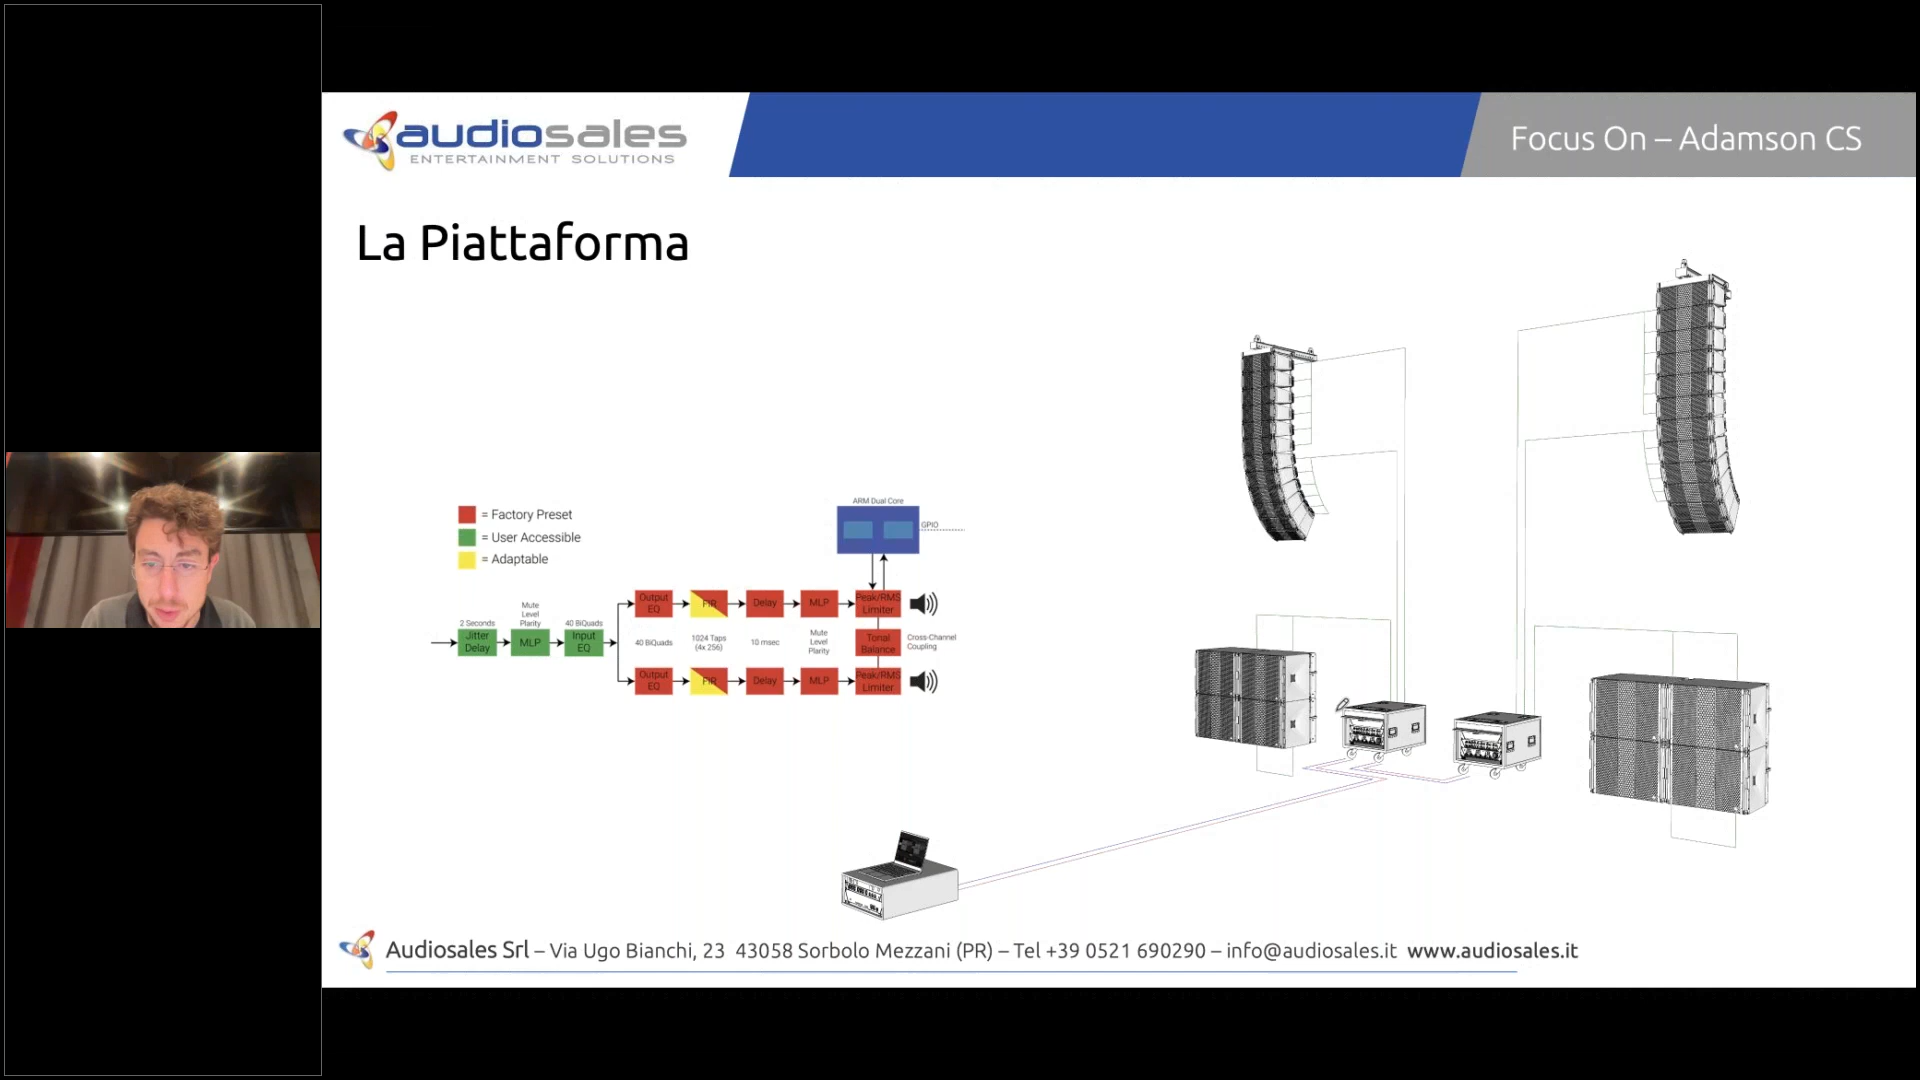 audiosales
ENTERTAINMENT SOLUTIONS
Focus On – Adamson CS
La Piattaforma
= Factory Preset
= User Accessible
= Adaptable
ARM Dual Core
GPIO
2 Seconds
Jitter
Delay
Mute
Level
Plarity
MLP
40 BiQuads
Input
EQ
Output
EQ
FIR
Delay
MLP
Peak/RMS
Limiter
40 BiQuads
1024 Taps
(4x 256)
10 msec
Mute
Level
Plarity
Tonal
Balance
Cross-Channel
Coupling
Output
EQ
FIR
Delay
MLP
Peak/RMS
Limiter
Audiosales Srl – Via Ugo Bianchi, 23 43058 Sorbolo Mezzani (PR) – Tel +39 0521 690290 – info@audiosales.it www.audiosales.it